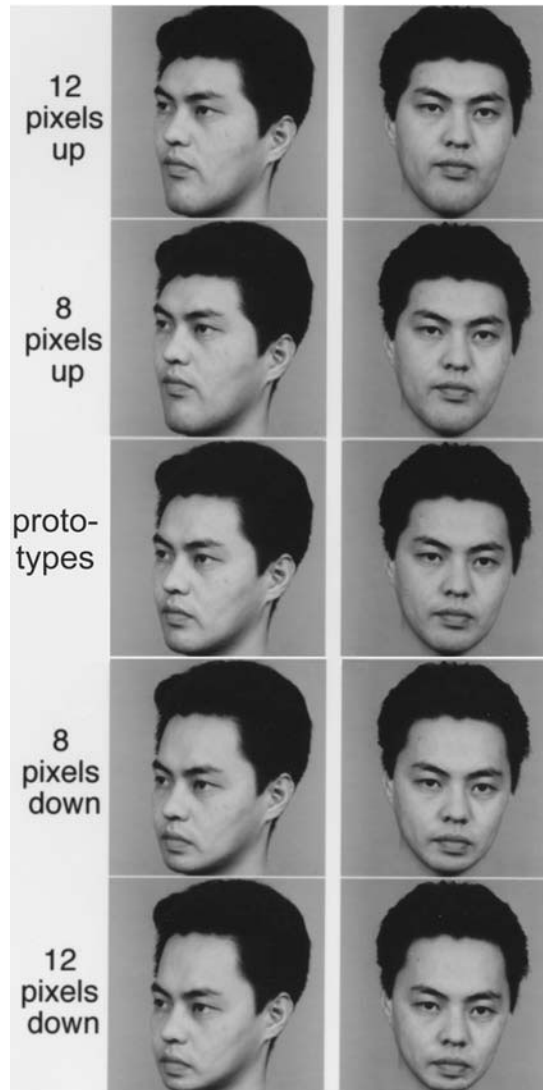 12
pixels
up
8
pixels
up
proto-
types
8
pixels
down
12
pixels
down